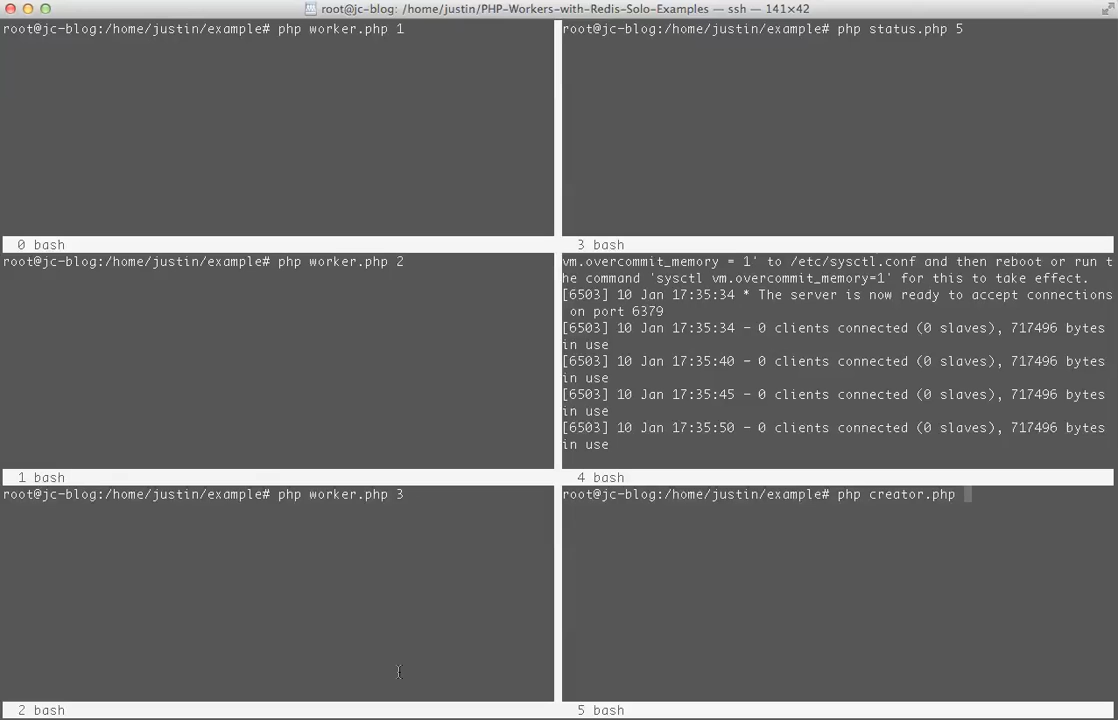 root@jc-blog: /home/justin/PHP-Workers-with-Redis-Solo-Examples — ssh — 141×42
root@jc-blog:/home/justin/example# php worker.php 1
0 bash
root@jc-blog:/home/justin/example# php worker.php 2
1 bash
root@jc-blog:/home/justin/example# php worker.php 3
2 bash
root@jc-blog:/home/justin/example# php status.php 5
3 bash
vm.overcommit_memory = 1' to /etc/sysctl.conf and then reboot or run t
he command 'sysctl vm.overcommit_memory=1' for this to take effect.
[6503] 10 Jan 17:35:34 * The server is now ready to accept connections
on port 6379
[6503] 10 Jan 17:35:34 - 0 clients connected (0 slaves), 717496 bytes
in use
[6503] 10 Jan 17:35:40 - 0 clients connected (0 slaves), 717496 bytes
in use
[6503] 10 Jan 17:35:45 - 0 clients connected (0 slaves), 717496 bytes
in use
[6503] 10 Jan 17:35:50 - 0 clients connected (0 slaves), 717496 bytes
in use
4 bash
root@jc-blog:/home/justin/example# php creator.php
5 bash